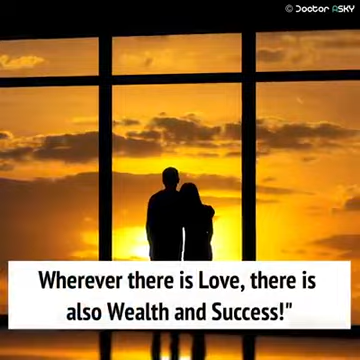 © Doctor ASKY
Wherever there is Love, there is
also Wealth and Success!"